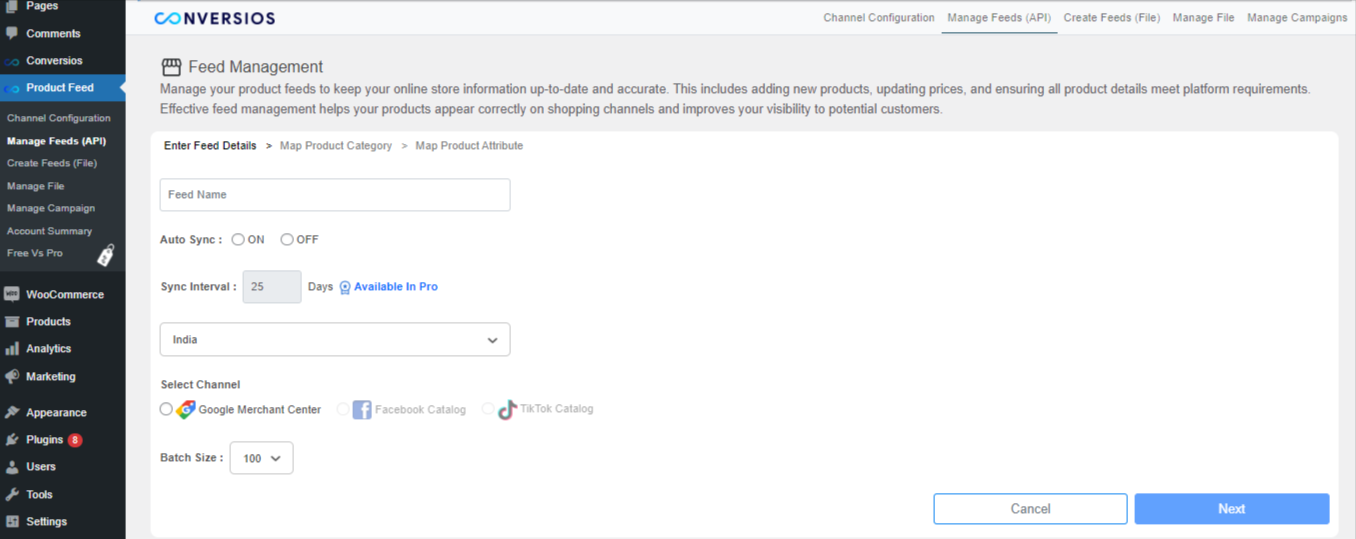 Pages
Comments
Conversios
Product Feed
Channel Configuration
Manage Feeds (API)
Create Feeds (File)
Manage File
Manage Campaign
Account Summary
Free Vs Pro
WooCommerce
Products
Analytics
Marketing
Appearance
Plugins 8
Users
Tools
Settings
CONVERSIOS
Channel Configuration Manage Feeds (API) Create Feeds (File) Manage File Manage Campaigns
Feed Management
Manage your product feeds to keep your online store information up-to-date and accurate. This includes adding new products, updating prices, and ensuring all product details meet platform requirements.
Effective feed management helps your products appear correctly on shopping channels and improves your visibility to potential customers.
Enter Feed Details > Map Product Category > Map Product Attribute
Feed Name
Auto Sync : ON OFF
Sync Interval : 25 Days Available In Pro
India
Select Channel
Google Merchant Center Facebook Catalog TikTok Catalog
Batch Size : 100
Cancel Next